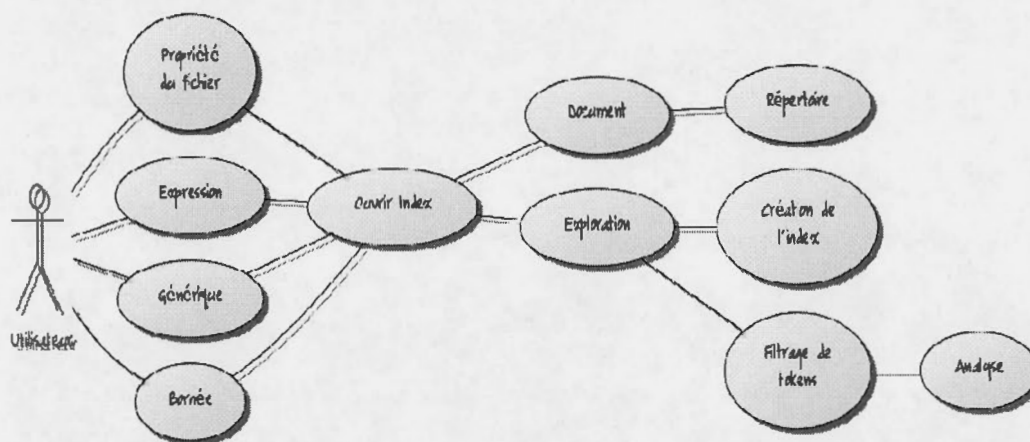 Propriété
du fichier
Expression
Générique
Bornée
Utilisateur
Ouvrir Index
Document
Exploration
Répertoire
Création de
l'index
Filtrage de
tokens
Analyse